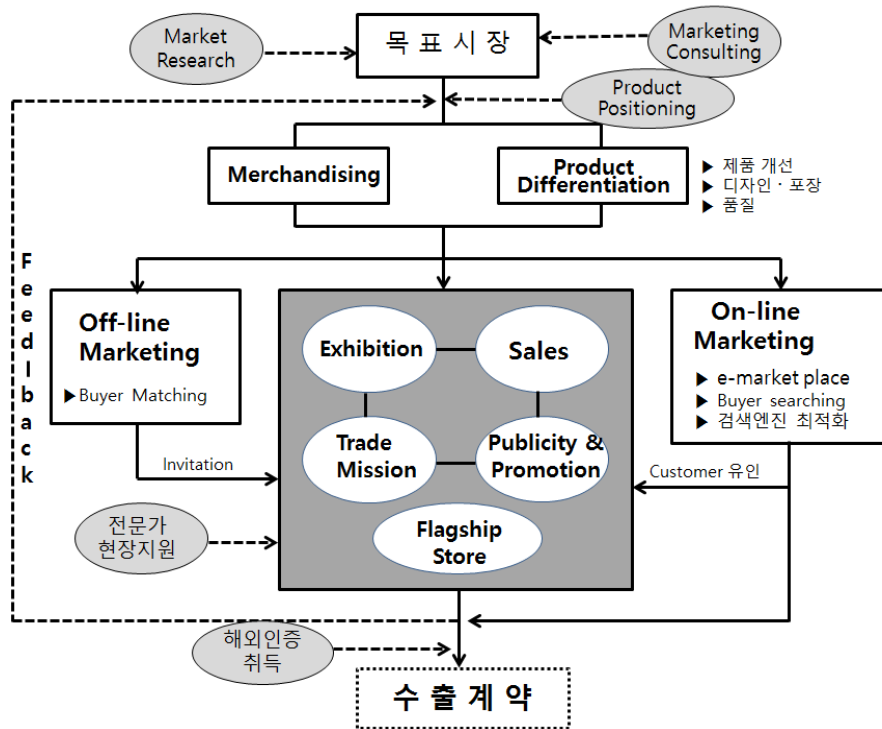 Market
Research
목 표 시 장
Marketing
Consulting
Product
Positioning
Merchandising
Product
Differentiation
▶ 제품 개선
▶ 디자인 · 포장
▶ 품질
F
e
e
d
l
b
a
c
k
Off-line
Marketing
▶Buyer Matching
Exhibition
Sales
Trade
Mission
Publicity &
Promotion
Flagship
Store
On-line
Marketing
▶ e-market place
▶ Buyer searching
▶ 검색엔진 최적화
Invitation
Customer 유인
전문가
현장지원
해외인증
취득
수 출 계 약